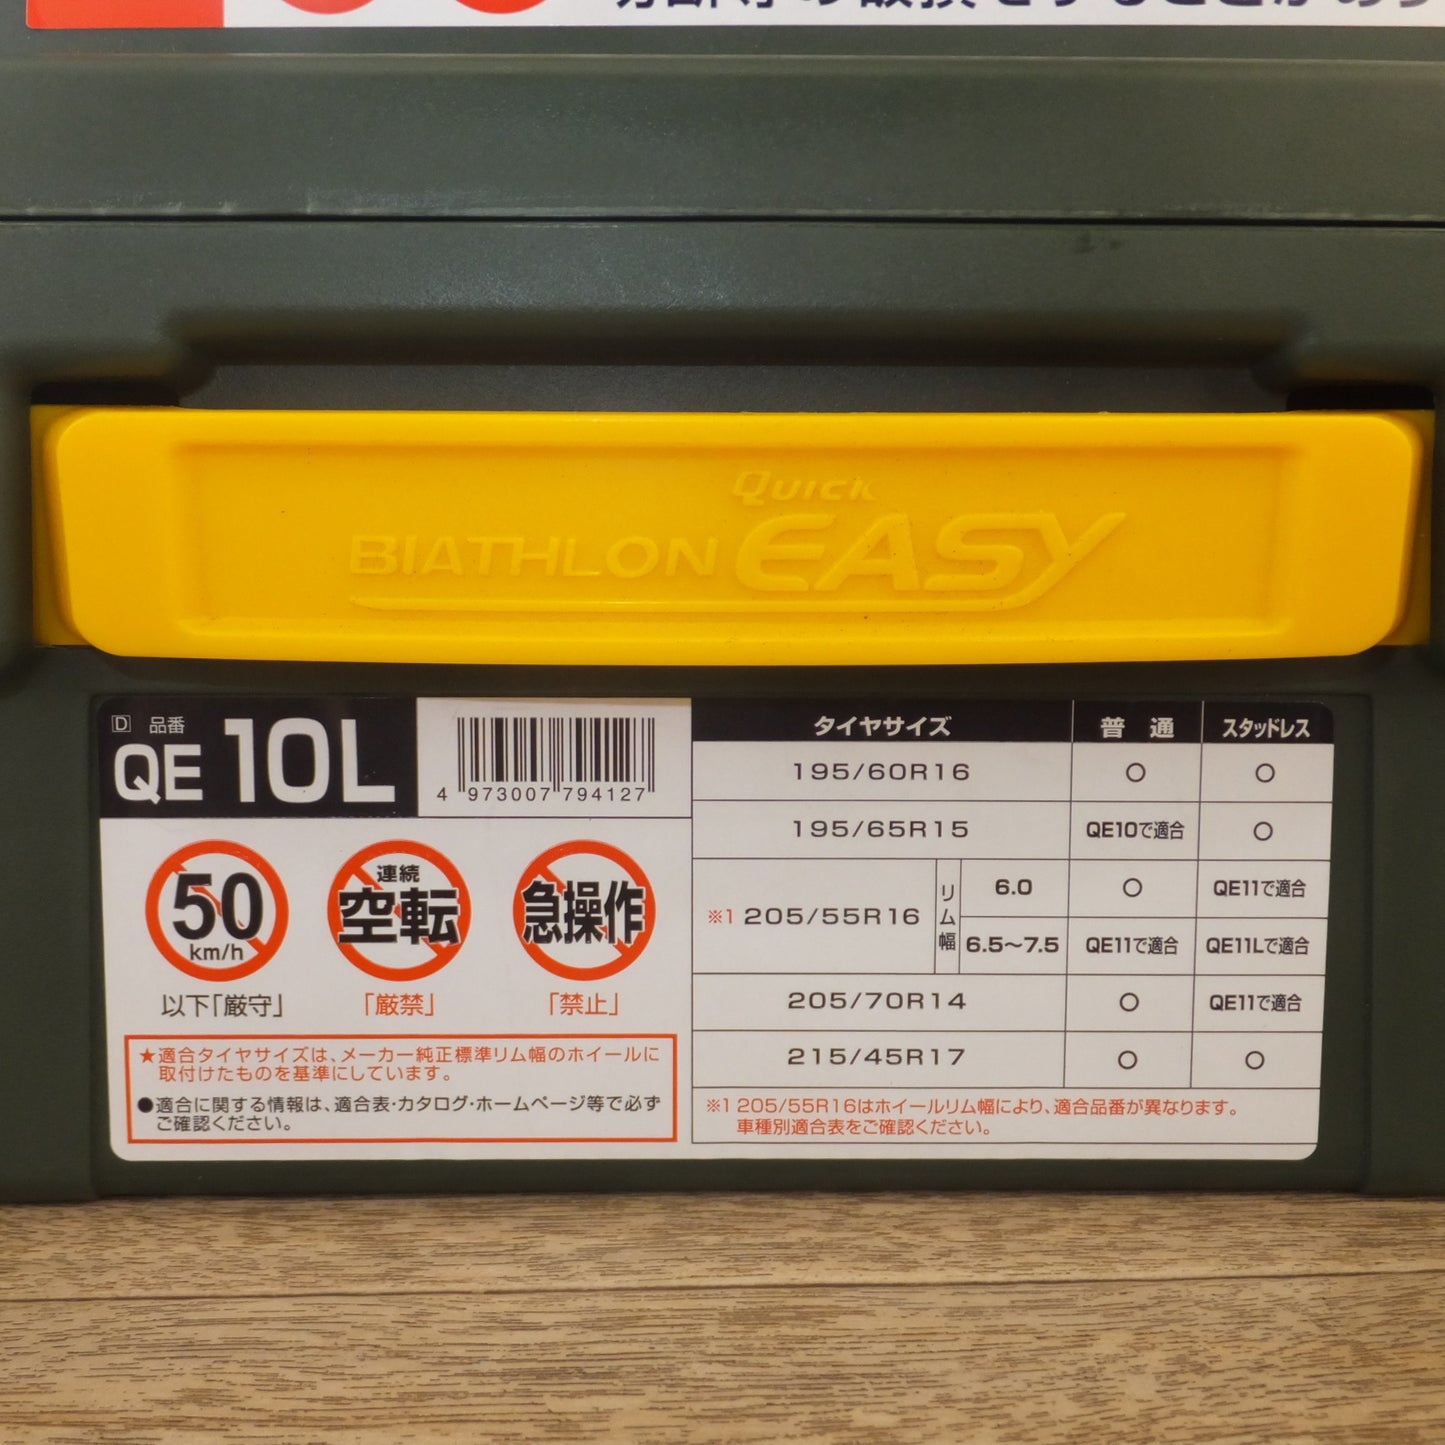 Quick
BIATHLON EASY
D 品番
QE 10L
4 973007 794127
50
km/h
以下「厳守」
連続
空転
「厳禁」
急操作
「禁止」
★適合タイヤサイズは、メーカー純正標準リム幅のホイールに
取付けたものを基準にしています。
●適合に関する情報は、適合表・カタログ・ホームページ等で必ず
ご確認ください。
タイヤサイズ 普 通 スタッドレス
195/60R16 ○ ○
195/65R15 QE10で適合 ○
※1 205/55R16 リム幅 6.0 ○ QE11で適合
6.5〜7.5 QE11で適合 QE11Lで適合
205/70R14 ○ QE11で適合
215/45R17 ○ ○
※1 205/55R16はホイールリム幅により、適合品番が異なります。
車種別適合表をご確認ください。